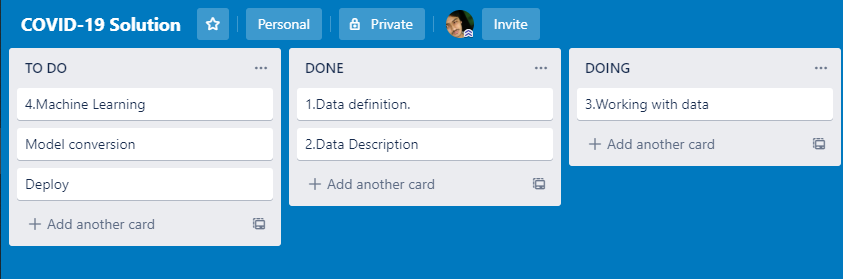 COVID-19 Solution Personal Private Invite
TO DO
4.Machine Learning
Model conversion
Deploy
Add another card
DONE
1.Data definition.
2.Data Description
Add another card
DOING
3.Working with data
Add another card